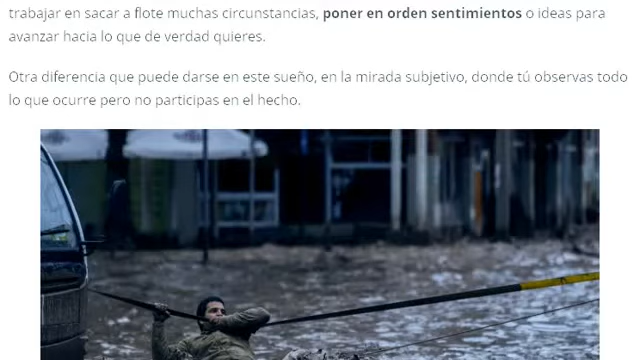 trabajar en sacar a flote muchas circunstancias, poner en orden sentimientos o ideas para
avanzar hacia lo que de verdad quieres.
Otra diferencia que puede darse en este sueño, en la mirada subjetivo, donde tú observas todo
lo que ocurre pero no participas en el hecho.